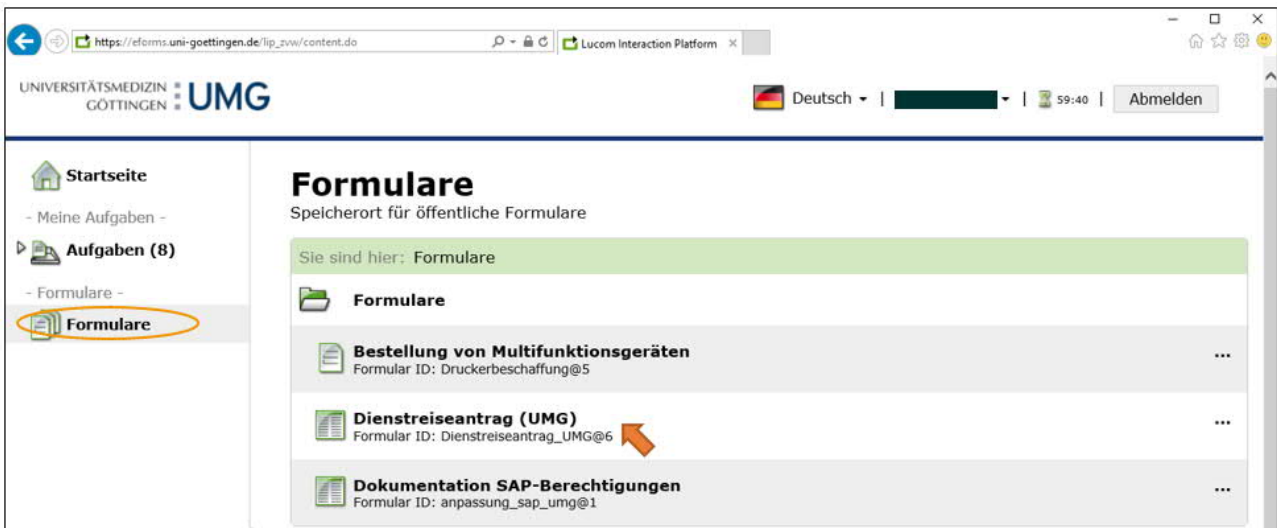 https://eforms.uni-goettingen.de/lip_zvw/content.do
Lucom Interaction Platform
UNIVERSITÄTSMEDIZIN
GÖTTINGEN
UMG
Deutsch
59:40
Abmelden
Startseite
- Meine Aufgaben -
Aufgaben (8)
- Formulare -
Formulare
Formulare
Speicherort für öffentliche Formulare
Sie sind hier: Formulare
Formulare
Bestellung von Multifunktionsgeräten
Formular ID: Druckerbeschaffung@5
Dienstreiseantrag (UMG)
Formular ID: Dienstreiseantrag_UMG@6
Dokumentation SAP-Berechtigungen
Formular ID: anpassung_sap_umg@1